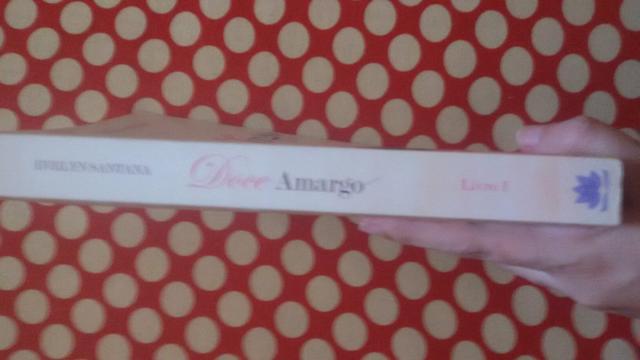 EVELYN SANTANA
Doce Amargo
Livro I